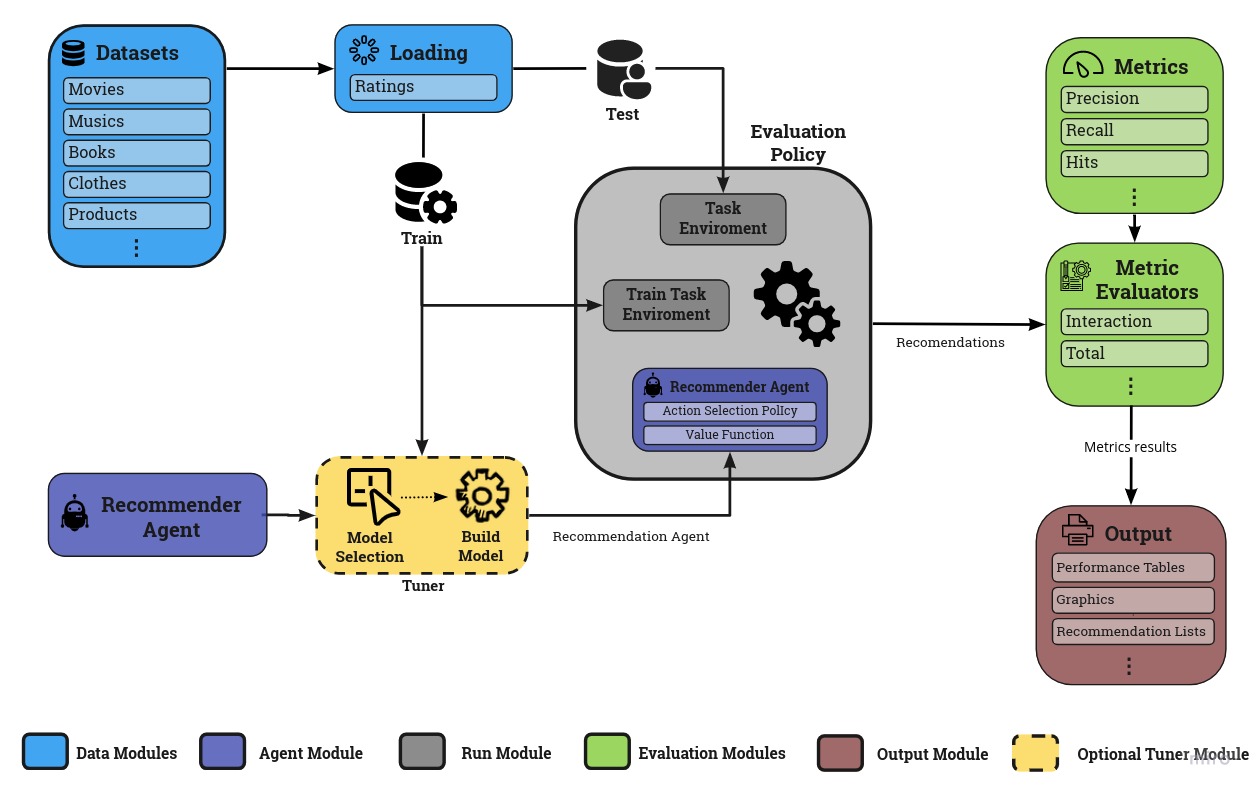 Datasets
Movies
Musics
Books
Clothes
Products
Loading
Ratings
Test
Train
Evaluation
Policy
Task
Enviroment
Train Task
Enviroment
Recommender Agent
Action Selection PolIcy
Value Function
Recommender
Agent
Model
Selection
Build
Model
Tuner
Recommendation Agent
Recomendations
Metrics
Precision
Recall
Hits
Metric
Evaluators
Interaction
Total
Metrics results
Output
Performance Tables
Graphics
Recommendation Lists
Data Modules
Agent Module
Run Module
Evaluation Modules
Output Module
Optional Tuner Module
miro